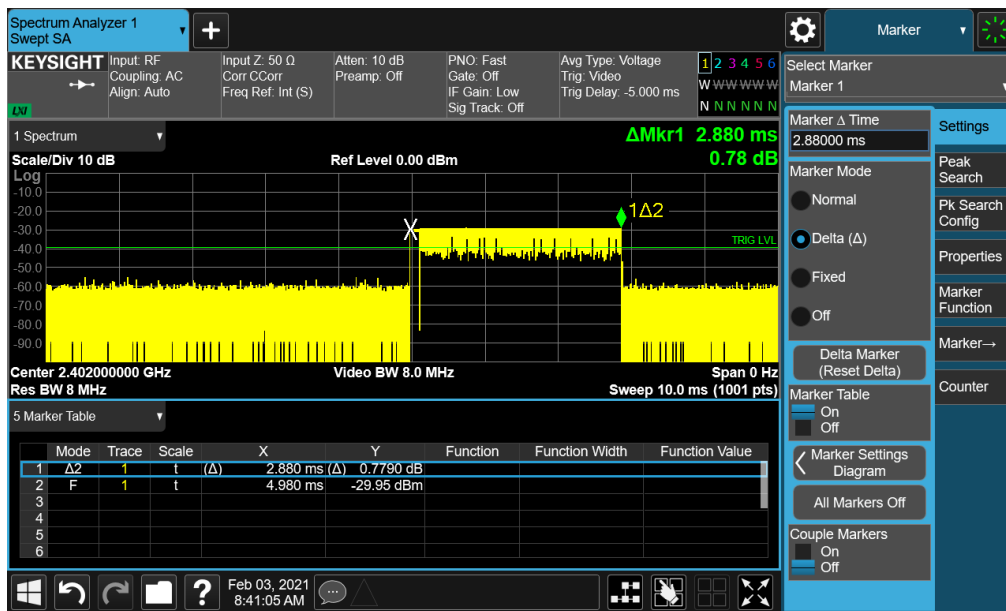 Spectrum Analyzer 1
Swept SA
+
Marker
KEYSIGHT
LXI
Input: RF
Coupling: AC
Align: Auto
Input Z: 50 Ω
Corr CCorr
Freq Ref: Int (S)
Atten: 10 dB
Preamp: Off
PNO: Fast
Gate: Off
IF Gain: Low
Sig Track: Off
Avg Type: Voltage
Trig: Video
Trig Delay: -5.000 ms
1 2 3 4 5 6
W W W W W W
N N N N N N
Select Marker
Marker 1
1 Spectrum
ΔMkr1 2.880 ms
0.78 dB
Scale/Div 10 dB
Ref Level 0.00 dBm
Log
-10.0
-20.0
-30.0
-40.0
-50.0
-60.0
-70.0
-80.0
-90.0
X
1Δ2
TRIG LVL
Center 2.402000000 GHz
Video BW 8.0 MHz
Span 0 Hz
Res BW 8 MHz
Sweep 10.0 ms (1001 pts)
5 Marker Table
Mode Trace Scale X Y Function Function Width Function Value
1 Δ2 1 t (Δ) 2.880 ms (Δ) 0.7790 dB
2 F 1 t 4.980 ms -29.95 dBm
3
4
5
6
Marker Δ Time
2.88000 ms
Marker Mode
Normal
Delta (Δ)
Fixed
Off
Delta Marker
(Reset Delta)
Marker Table
On
Off
Marker Settings
Diagram
All Markers Off
Couple Markers
On
Off
Settings
Peak
Search
Pk Search
Config
Properties
Marker
Function
Marker→
Counter
?
Feb 03, 2021
8:41:05 AM